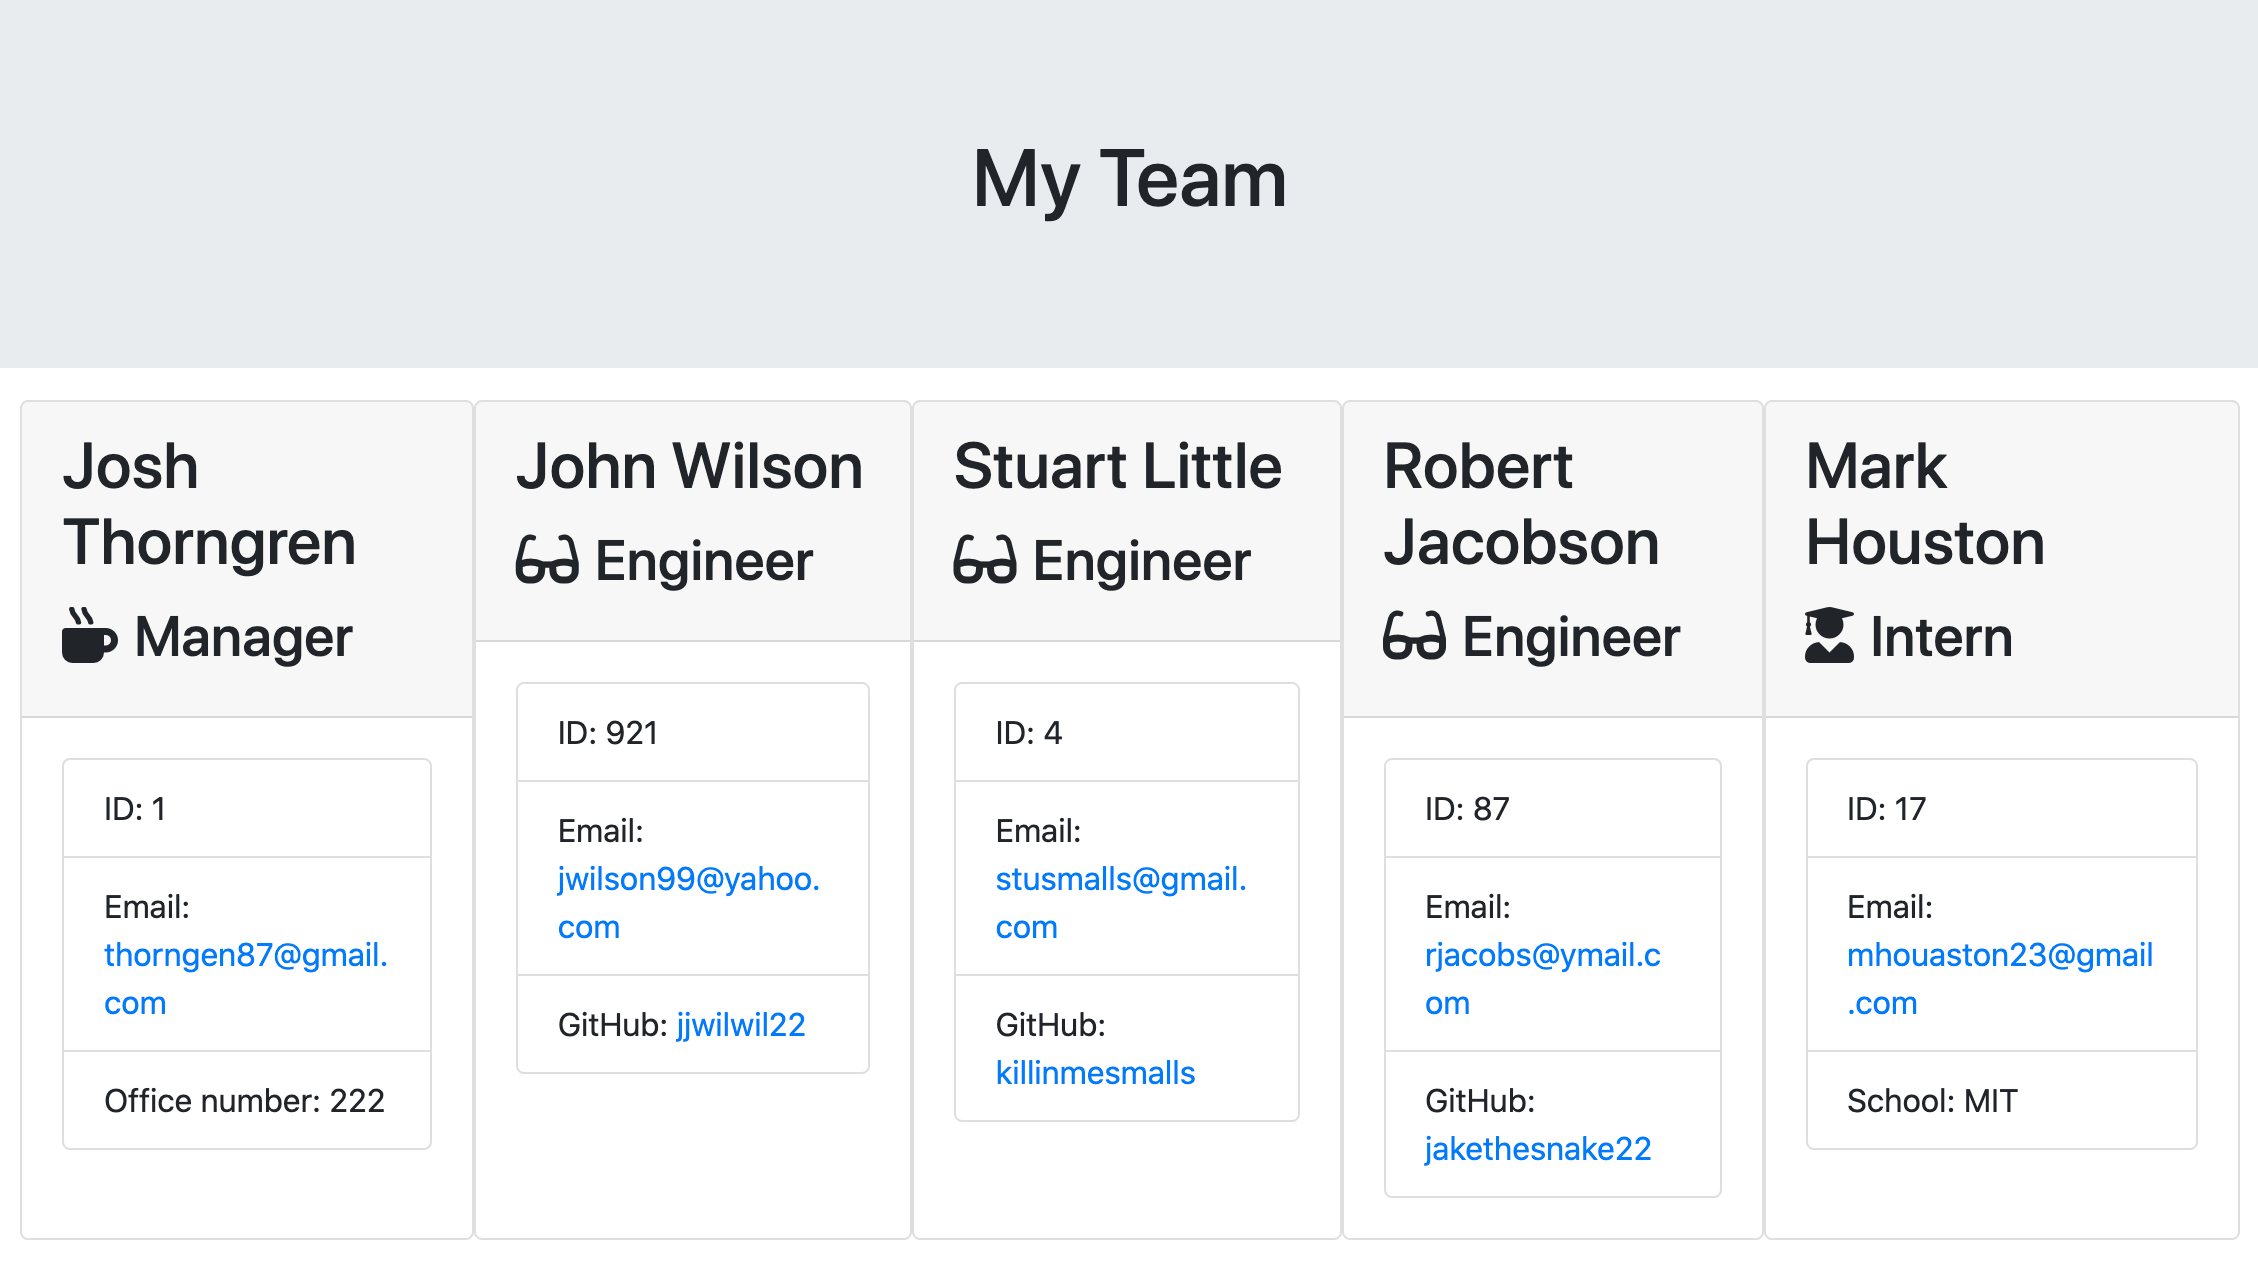 My Team
Josh
Thorngren
Manager
ID: 1
Email:
thorngen87@gmail.
com
Office number: 222
John Wilson
Engineer
ID: 921
Email:
jwilson99@yahoo.
com
GitHub: jjwilwil22
Stuart Little
Engineer
ID: 4
Email:
stusmalls@gmail.
com
GitHub:
killinmesmalls
Robert
Jacobson
Engineer
ID: 87
Email:
rjacobs@ymail.c
om
GitHub:
jakethesnake22
Mark
Houston
Intern
ID: 17
Email:
mhouaston23@gmail
.com
School: MIT